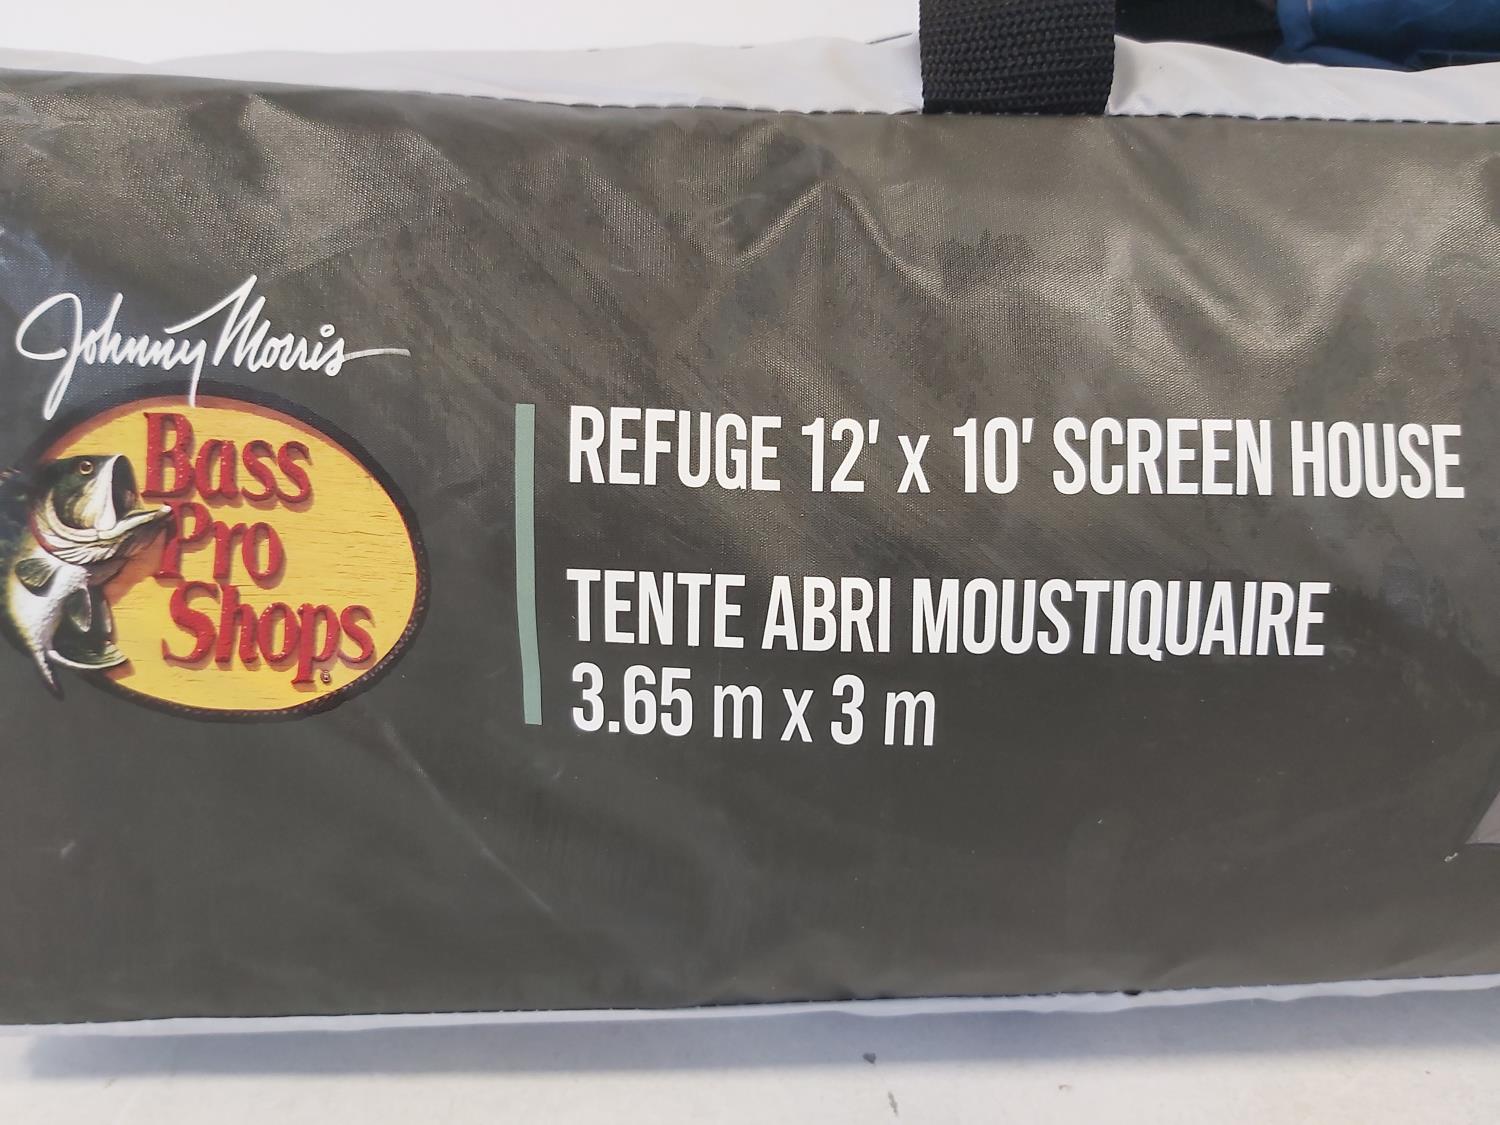 Johnny Morris
Bass
Pro
Shops®
REFUGE 12' x 10' SCREEN HOUSE
TENTE ABRI MOUSTIQUAIRE
3.65 m x 3 m